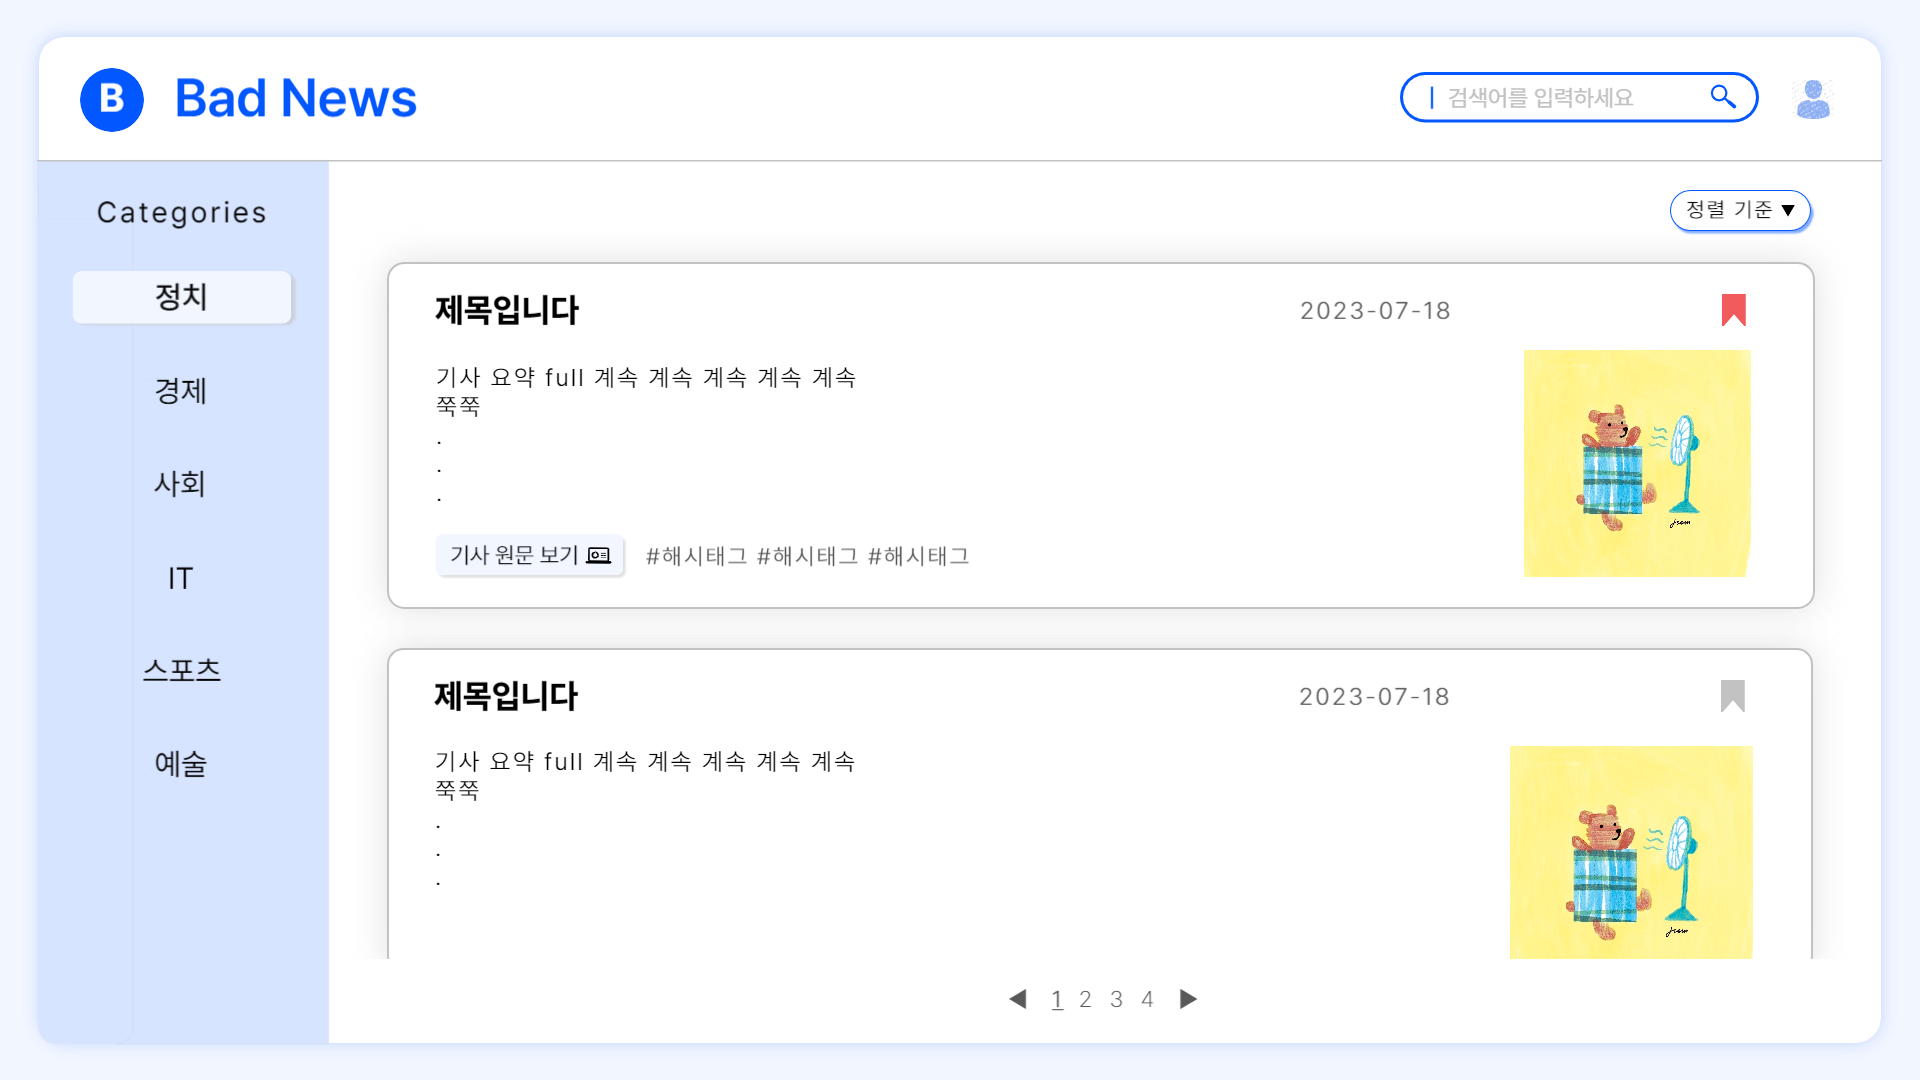 B Bad News
검색어를 입력하세요
Categories
정치
경제
사회
IT
스포츠
예술
정렬 기준 ▼
제목입니다
2023-07-18
기사 요약 full 계속 계속 계속 계속 계속
쭉쭉
.
.
.
기사 원문 보기
#해시태그 #해시태그 #해시태그
제목입니다
2023-07-18
기사 요약 full 계속 계속 계속 계속 계속
쭉쭉
.
.
.
◀ 1 2 3 4 ▶